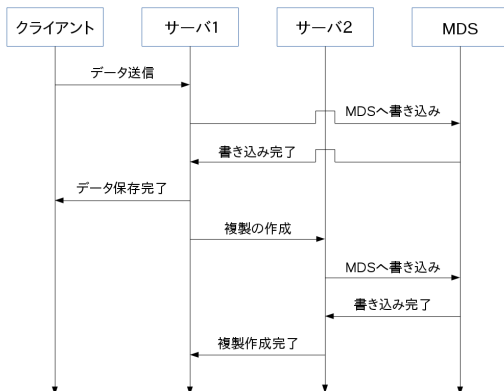 クライアント
サーバ1
サーバ2
MDS
データ送信
MDSへ書き込み
書き込み完了
データ保存完了
複製の作成
MDSへ書き込み
書き込み完了
複製作成完了